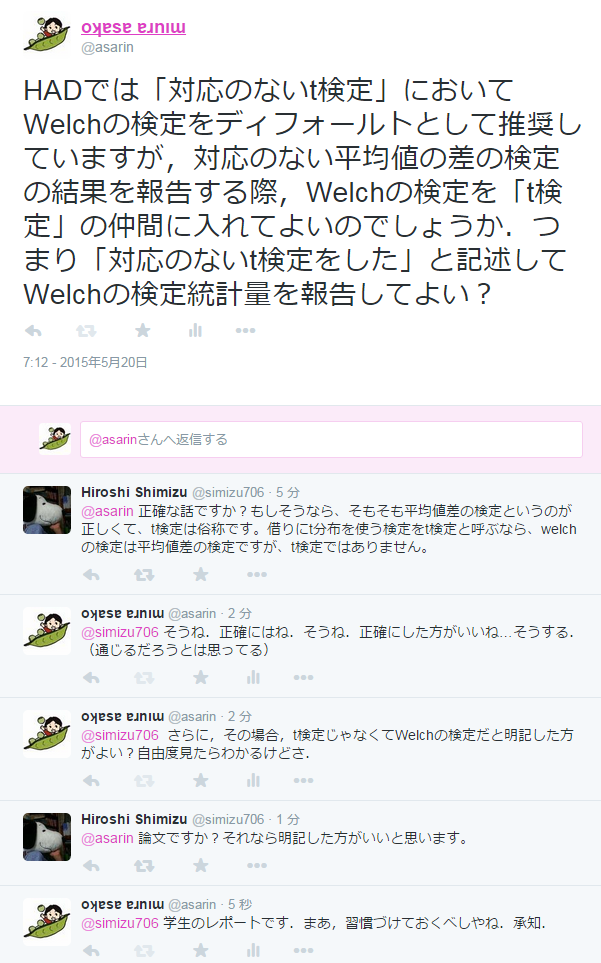 oʞɐsɐ ɐɹnıɯ
@asarin
HADでは「対応のないt検定」において
Welchの検定をディフォールトとして推奨し
ていますが，対応のない平均値の差の検定
の結果を報告する際，Welchの検定を「t検
定」の仲間に入れてよいのでしょうか．つ
まり「対応のないt検定をした」と記述して
Welchの検定統計量を報告してよい？
7:12 - 2015年5月20日
@asarinさんへ返信する
Hiroshi Shimizu @simizu706 · 5 分
@asarin 正確な話ですか？もしそうなら、そもそも平均値差の検定というのが
正しくて、t検定は俗称です。借りにt分布を使う検定をt検定と呼ぶなら、welch
の検定は平均値差の検定ですが、t検定ではありません。
oʞɐsɐ ɐɹnıɯ @asarin · 2 分
@simizu706 そうね．正確にはね．そうね．正確にした方がいいね…そうする．
（通じるだろうとは思ってる）
oʞɐsɐ ɐɹnıɯ @asarin · 2 分
@simizu706 さらに，その場合，t検定じゃなくてWelchの検定だと明記した方
がよい？自由度見たらわかるけどさ．
Hiroshi Shimizu @simizu706 · 1 分
@asarin 論文ですか？それなら明記した方がいいと思います。
oʞɐsɐ ɐɹnıɯ @asarin · 5 秒
@simizu706 学生のレポートです．まあ，習慣づけておくべしやね．承知．